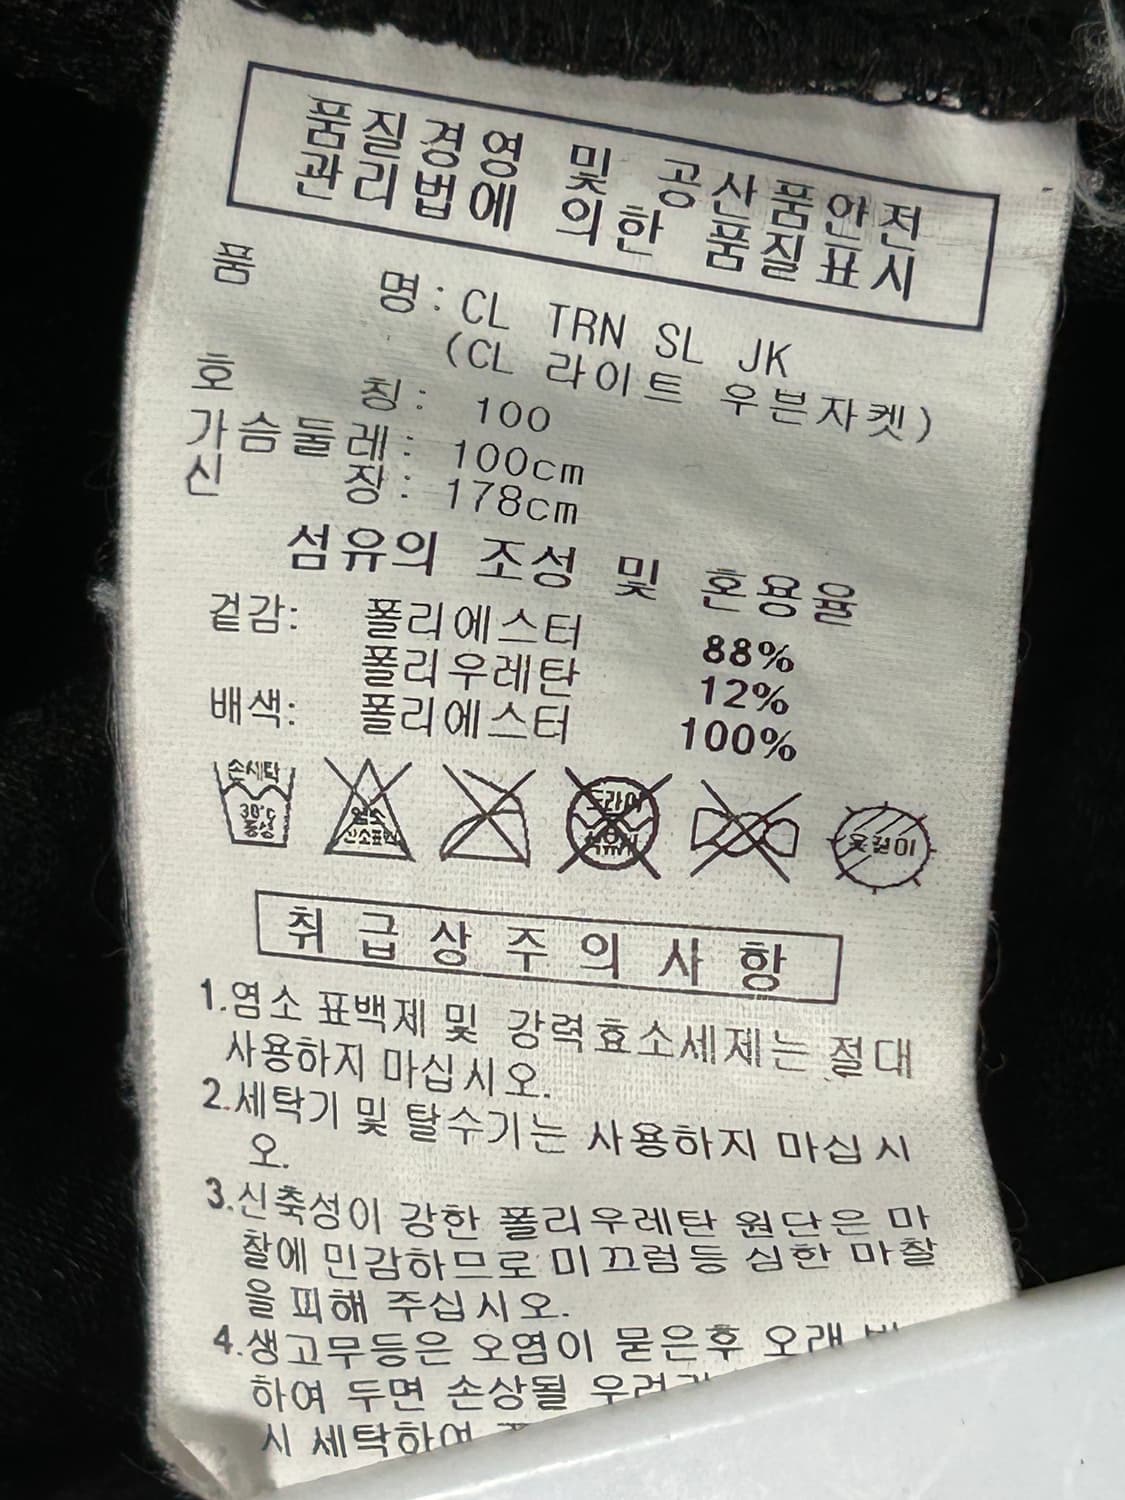 품질경영 및 공산품안전
관리법에 의한 품질표시
품 명: CL TRN SL JK
(CL 라이트 우븐자켓)
호 칭: 100
가슴둘레: 100cm
신 장: 178cm
섬유의 조성 및 혼용율
겉감: 폴리에스터 88%
폴리우레탄 12%
배색: 폴리에스터 100%
손세탁 30°C 중성
염소 산소표백
드라이
옷걸이
취급상주의사항
1.염소 표백제 및 강력효소세제는 절대
사용하지 마십시오.
2.세탁기 및 탈수기는 사용하지 마십시
오.
3.신축성이 강한 폴리우레탄 원단은 마
찰에 민감하므로 미끄럼등 심한 마찰
을 피해 주십시오.
4.생고무등은 오염이 묻은후 오래
하여 두면 손상될 우려가
시 세탁하여